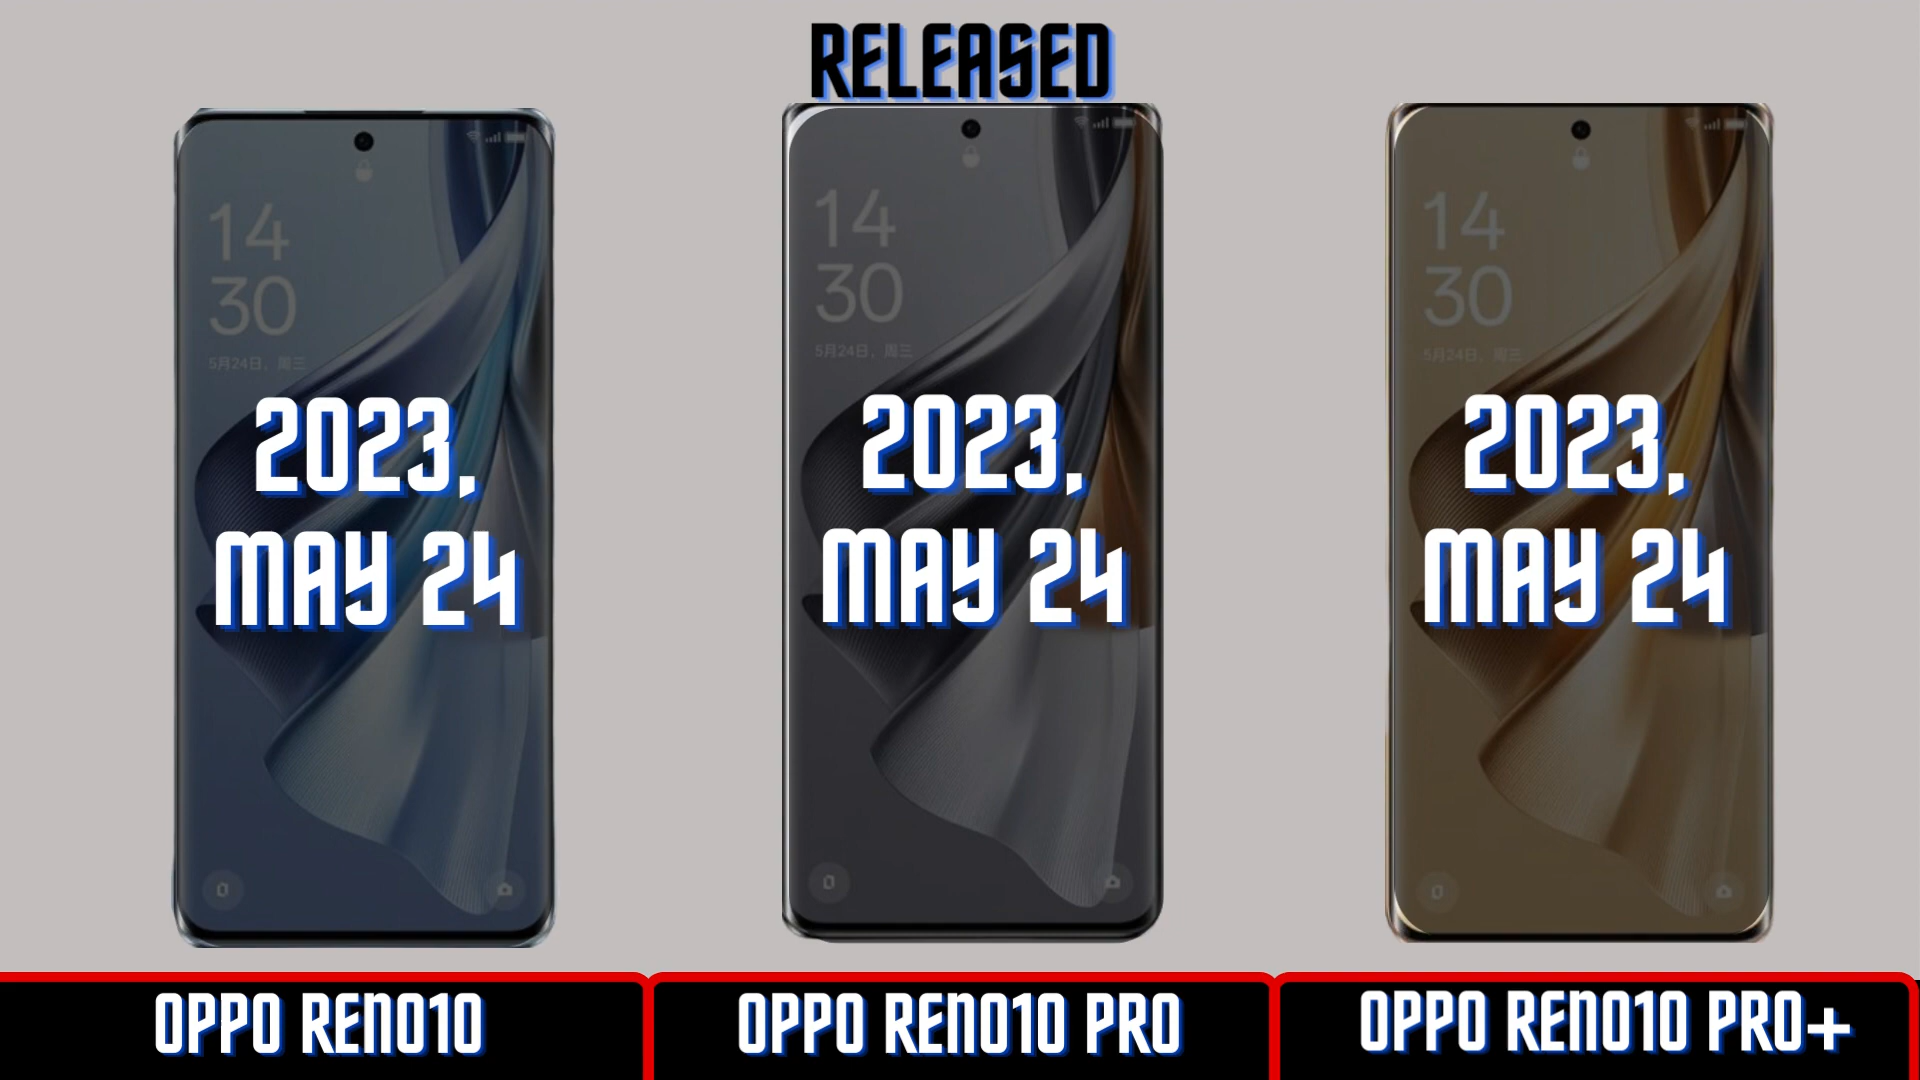 RELEASED
14
30
5月24日，周三
2023,
MAY 24
OPPO RENO10
14
30
5月24日，周三
2023,
MAY 24
OPPO RENO10 PRO
14
30
5月24日，周三
2023,
MAY 24
OPPO RENO10 PRO+